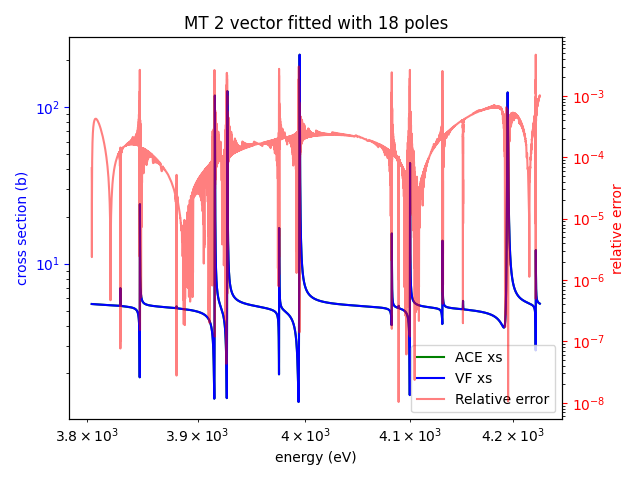 MT 2 vector fitted with 18 poles
cross section (b)
10²
10¹
10⁻³
10⁻⁴
10⁻⁵
10⁻⁶
10⁻⁷
10⁻⁸
relative error
ACE xs
VF xs
Relative error
3.8 × 10³ 3.9 × 10³ 4 × 10³ 4.1 × 10³ 4.2 × 10³
energy (eV)